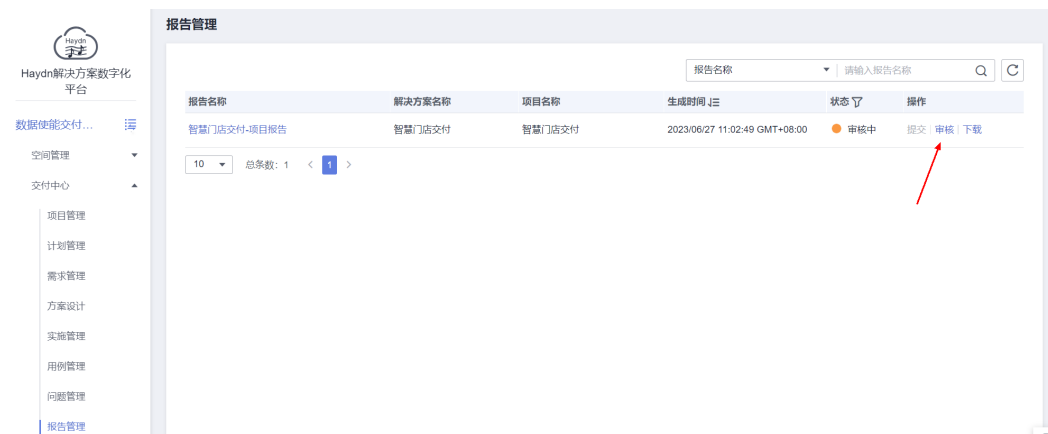 报告管理
Haydn
Haydn解决方案数字化
平台
数据使能交付...
空间管理
交付中心
项目管理
计划管理
需求管理
方案设计
实施管理
用例管理
问题管理
报告管理
报告名称 请输入报告名称
报告名称 解决方案名称 项目名称 生成时间 状态 操作
智慧门店交付-项目报告 智慧门店交付 智慧门店交付 2023/06/27 11:02:49 GMT+08:00 审核中 提交 审核 下载
10 总条数: 1 < 1 >